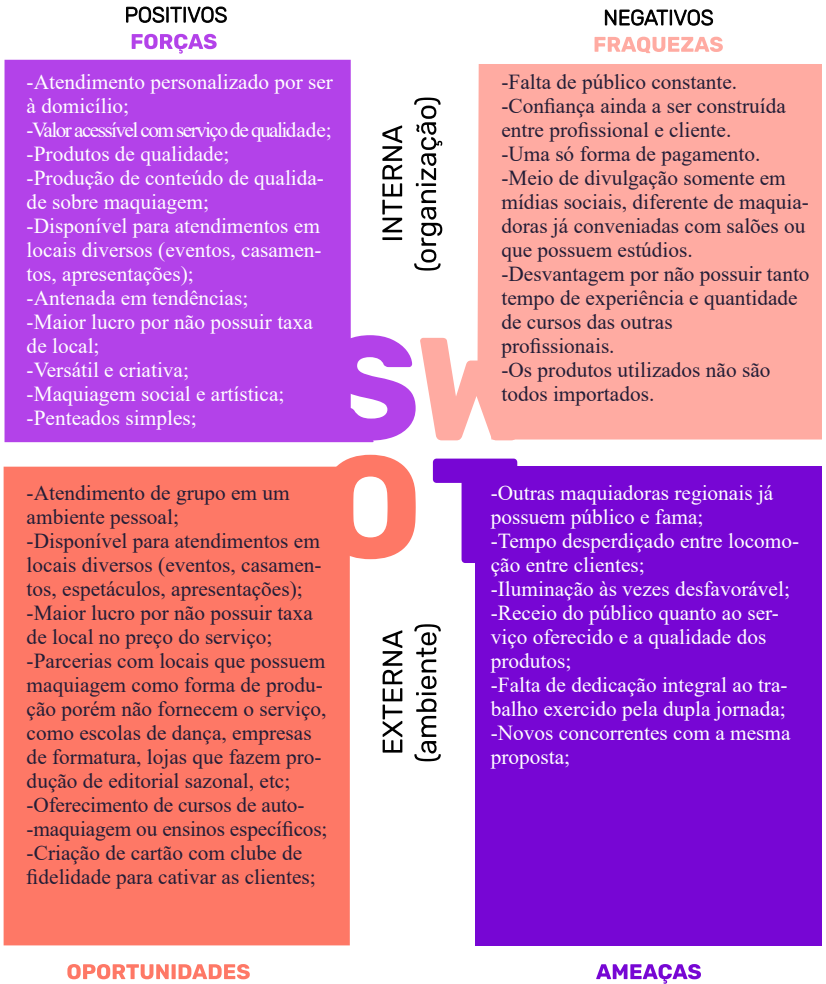 POSITIVOS
FORÇAS
-Atendimento personalizado por ser
à domicílio;
-Valor acessível com serviço de qualidade;
-Produtos de qualidade;
-Produção de conteúdo de qualida-
de sobre maquiagem;
-Disponível para atendimentos em
locais diversos (eventos, casamen-
tos, apresentações);
-Antenada em tendências;
-Maior lucro por não possuir taxa
de local;
-Versátil e criativa;
-Maquiagem social e artística;
-Penteados simples;
INTERNA
(organização)
NEGATIVOS
FRAQUEZAS
-Falta de público constante.
-Confiança ainda a ser construída
entre profissional e cliente.
-Uma só forma de pagamento.
-Meio de divulgação somente em
mídias sociais, diferente de maquia-
doras já conveniadas com salões ou
que possuem estúdios.
-Desvantagem por não possuir tanto
tempo de experiência e quantidade
de cursos das outras
profissionais.
-Os produtos utilizados não são
todos importados.
SW
OT
-Atendimento de grupo em um
ambiente pessoal;
-Disponível para atendimentos em
locais diversos (eventos, casamen-
tos, espetáculos, apresentações);
-Maior lucro por não possuir taxa
de local no preço do serviço;
-Parcerias com locais que possuem
maquiagem como forma de produ-
ção porém não fornecem o serviço,
como escolas de dança, empresas
de formatura, lojas que fazem pro-
dução de editorial sazonal, etc;
-Oferecimento de cursos de auto-
-maquiagem ou ensinos específicos;
-Criação de cartão com clube de
fidelidade para cativar as clientes;
OPORTUNIDADES
EXTERNA
(ambiente)
-Outras maquiadoras regionais já
possuem público e fama;
-Tempo desperdiçado entre locomo-
ção entre clientes;
-Iluminação às vezes desfavorável;
-Receio do público quanto ao ser-
viço oferecido e a qualidade dos
produtos;
-Falta de dedicação integral ao tra-
balho exercido pela dupla jornada;
-Novos concorrentes com a mesma
proposta;
AMEAÇAS